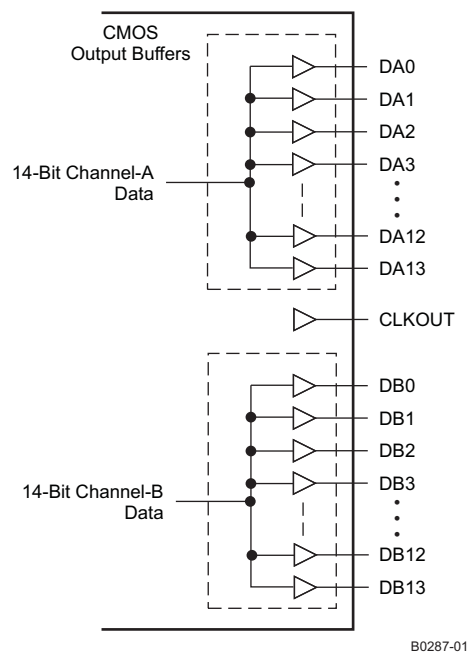 CMOS
Output Buffers
DA0
DA1
DA2
14-Bit Channel-A
Data
DA3
DA12
DA13
CLKOUT
DB0
DB1
DB2
14-Bit Channel-B
Data
DB3
DB12
DB13
B0287-01